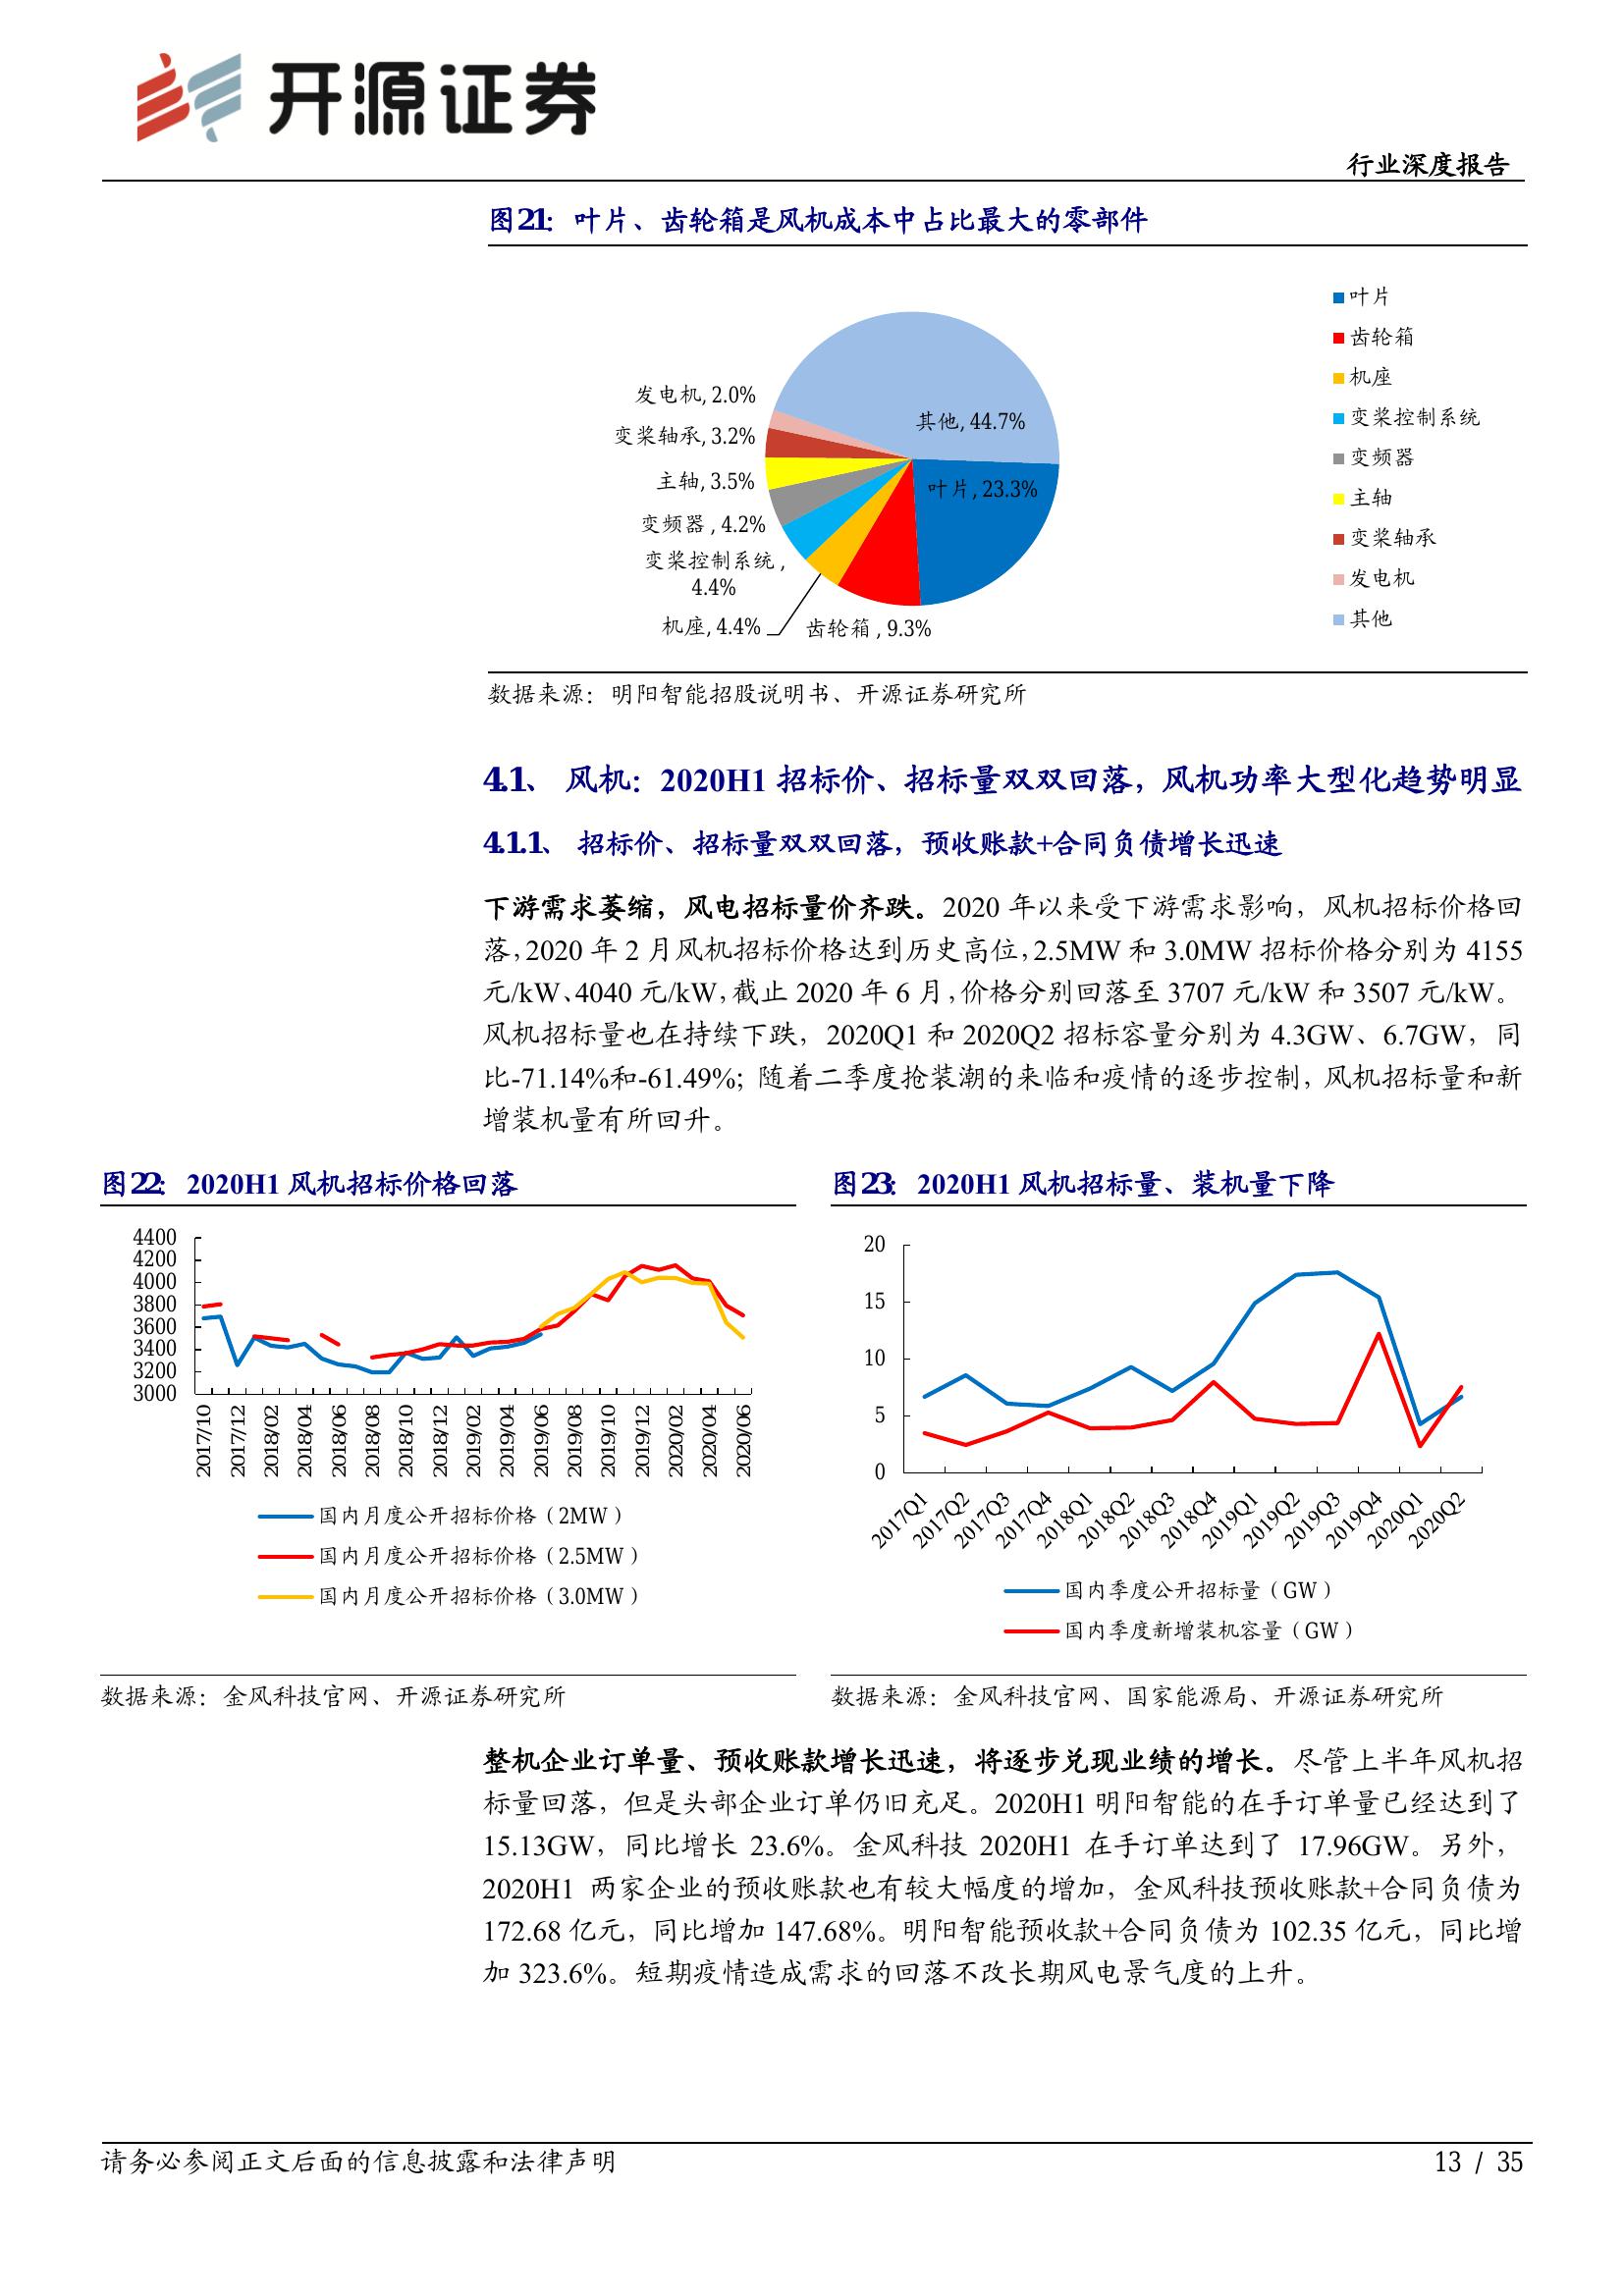 开源证券
行业深度报告
图21: 叶片、齿轮箱是风机成本中占比最大的零部件
叶片
齿轮箱
机座
变桨控制系统
变频器
主轴
变桨轴承
发电机
其他
发电机, 2.0%
变桨轴承, 3.2%
主轴, 3.5%
变频器 , 4.2%
变桨控制系统 ,
4.4%
机座, 4.4%
齿轮箱 , 9.3%
其他, 44.7%
叶片, 23.3%
数据来源：明阳智能招股说明书、开源证券研究所
4.1、 风机：2020H1 招标价、招标量双双回落，风机功率大型化趋势明显
4.1.1、 招标价、招标量双双回落，预收账款+合同负债增长迅速
下游需求萎缩，风电招标量价齐跌。2020 年以来受下游需求影响，风机招标价格回
落，2020 年 2 月风机招标价格达到历史高位，2.5MW 和 3.0MW 招标价格分别为 4155
元/kW、4040 元/kW，截止 2020 年 6 月，价格分别回落至 3707 元/kW 和 3507 元/kW。
风机招标量也在持续下跌，2020Q1 和 2020Q2 招标容量分别为 4.3GW、6.7GW，同
比-71.14%和-61.49%；随着二季度抢装潮的来临和疫情的逐步控制，风机招标量和新
增装机量有所回升。
图22: 2020H1 风机招标价格回落
4400
4200
4000
3800
3600
3400
3200
3000
2017/10
2017/12
2018/02
2018/04
2018/06
2018/08
2018/10
2018/12
2019/02
2019/04
2019/06
2019/08
2019/10
2019/12
2020/02
2020/04
2020/06
国内月度公开招标价格（2MW）
国内月度公开招标价格（2.5MW）
国内月度公开招标价格（3.0MW）
数据来源：金风科技官网、开源证券研究所
图23: 2020H1 风机招标量、装机量下降
20
15
10
5
0
2017Q1
2017Q2
2017Q3
2017Q4
2018Q1
2018Q2
2018Q3
2018Q4
2019Q1
2019Q2
2019Q3
2019Q4
2020Q1
2020Q2
国内季度公开招标量（GW）
国内季度新增装机容量（GW）
数据来源：金风科技官网、国家能源局、开源证券研究所
整机企业订单量、预收账款增长迅速，将逐步兑现业绩的增长。尽管上半年风机招
标量回落，但是头部企业订单仍旧充足。2020H1 明阳智能的在手订单量已经达到了
15.13GW，同比增长 23.6%。金风科技 2020H1 在手订单达到了 17.96GW。另外，
2020H1 两家企业的预收账款也有较大幅度的增加，金风科技预收账款+合同负债为
172.68 亿元，同比增加 147.68%。明阳智能预收款+合同负债为 102.35 亿元，同比增
加 323.6%。短期疫情造成需求的回落不改长期风电景气度的上升。
请务必参阅正文后面的信息披露和法律声明
13 / 35